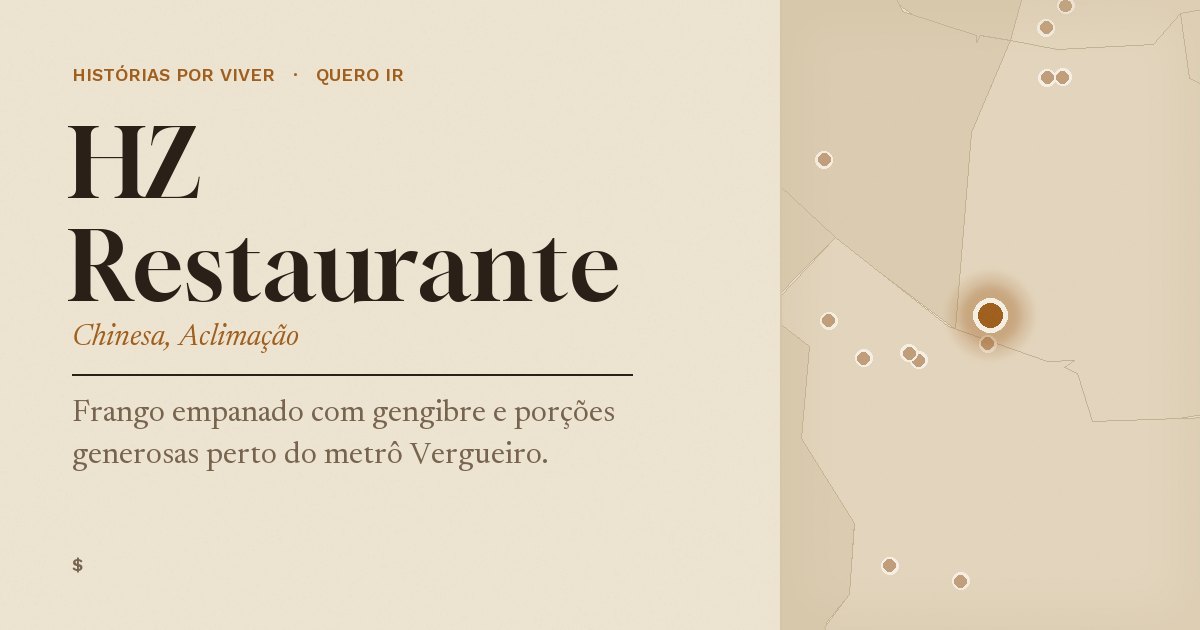 HISTÓRIAS POR VIVER · QUERO IR
HZ
Restaurante
Chinesa, Aclimação
Frango empanado com gengibre e porções
generosas perto do metrô Vergueiro.
$